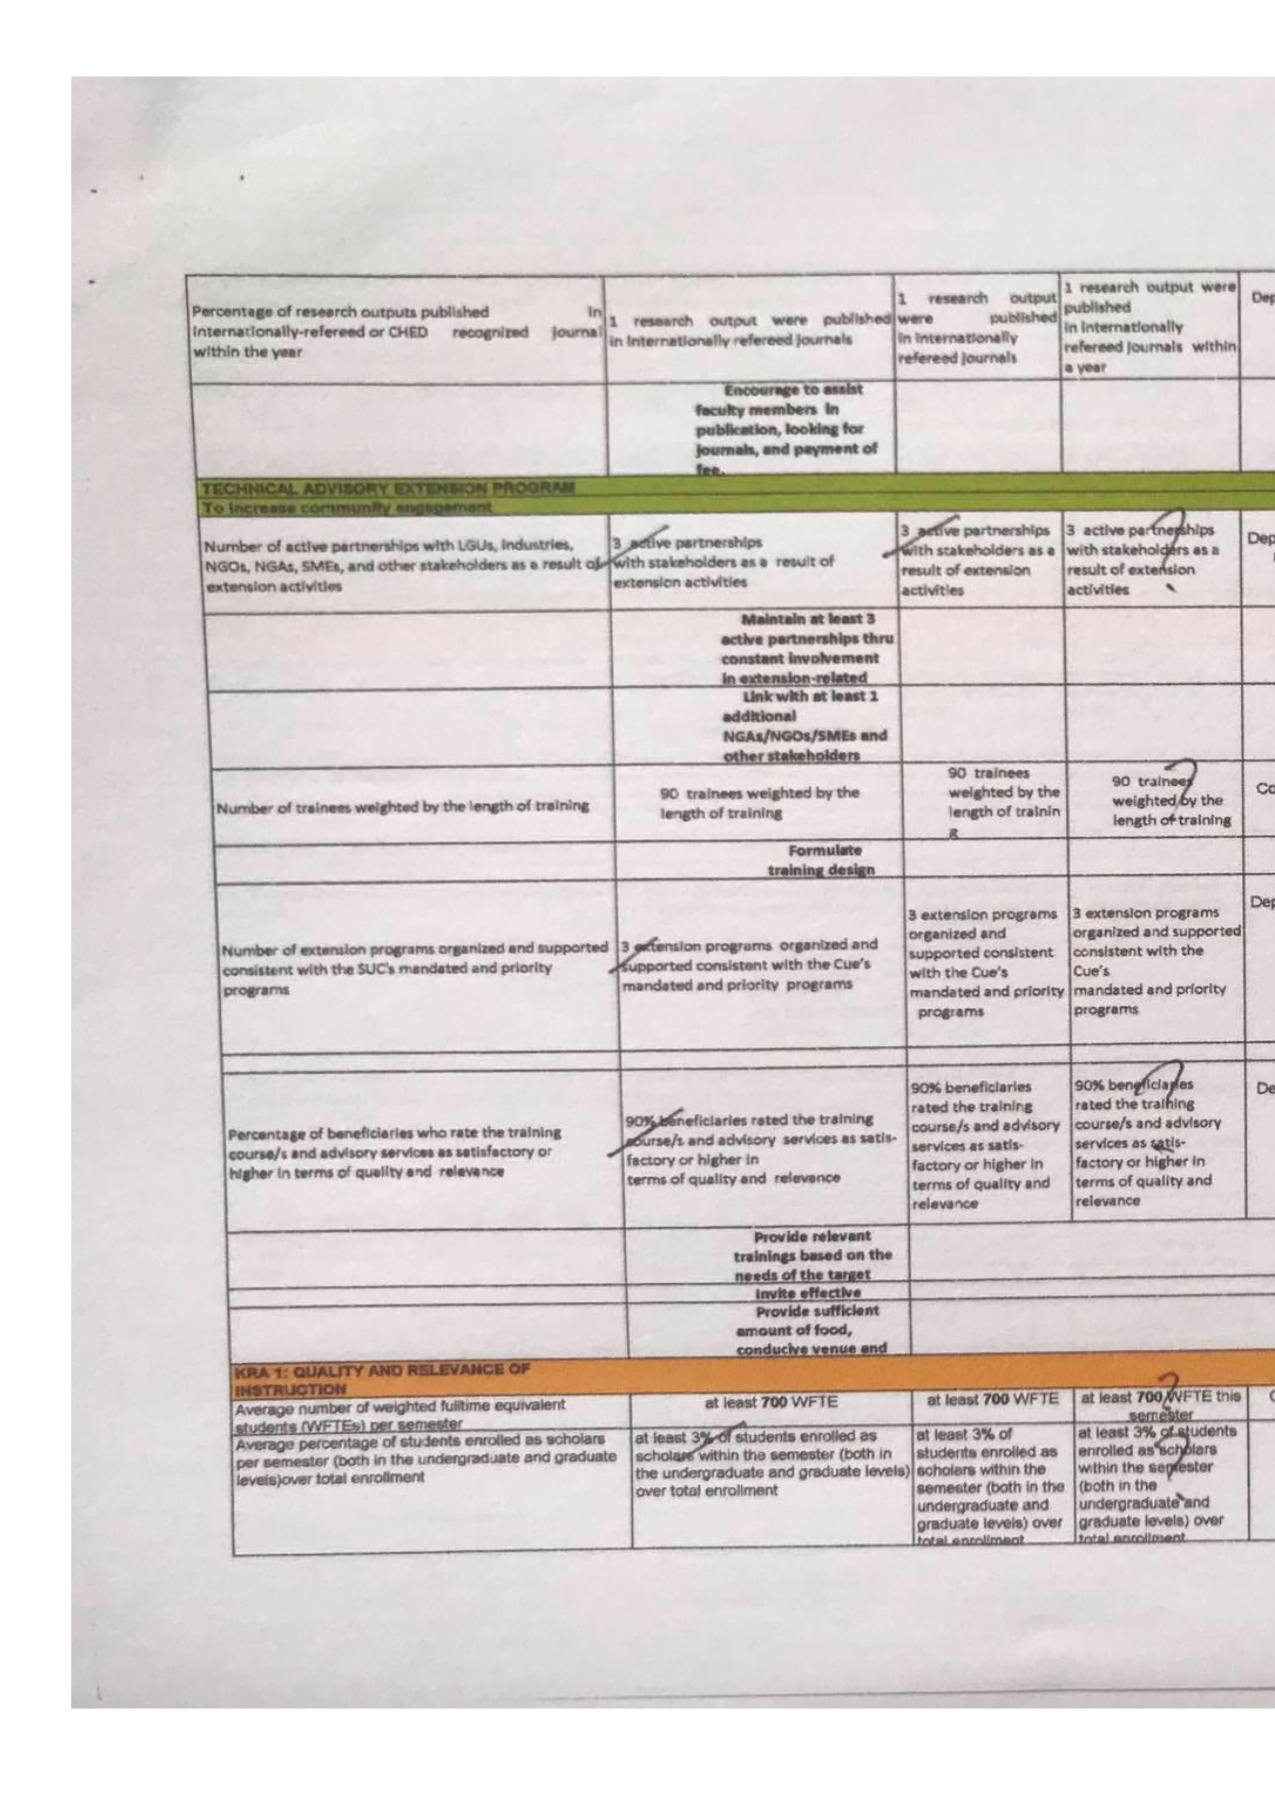 Percentage of research outputs published in
internationally-refereed or CHED recognized journal
within the year
1 research output were published
in internationally refereed journals
1 research output
were published
in internationally
refereed journals
1 research output were
published
in internationally
refereed journals within
a year
Dep
Encourage to assist
faculty members in
publication, looking for
journals, and payment of
fee.
TECHNICAL ADVISORY EXTENSION PROGRAM
To increase community engagement
Number of active partnerships with LGUs, industries,
NGOs, NGAs, SMEs, and other stakeholders as a result of
extension activities
3 active partnerships
with stakeholders as a result of
extension activities
3 active partnerships
with stakeholders as a
result of extension
activities
3 active partnerships
with stakeholders as a
result of extension
activities
Dep
Maintain at least 3
active partnerships thru
constant involvement
in extension-related
Link with at least 1
additional
NGAs/NGOs/SMEs and
other stakeholders
Number of trainees weighted by the length of training
90 trainees weighted by the
length of training
90 trainees
weighted by the
length of trainin
g
90 trainees
weighted by the
length of training
Co
Formulate
training design
Number of extension programs organized and supported
consistent with the SUC's mandated and priority
programs
3 extension programs organized and
supported consistent with the Cue's
mandated and priority programs
3 extension programs
organized and
supported consistent
with the Cue's
mandated and priority
programs
3 extension programs
organized and supported
consistent with the
Cue's
mandated and priority
programs
Dep
Percentage of beneficiaries who rate the training
course/s and advisory services as satisfactory or
higher in terms of quality and relevance
90% beneficiaries rated the training
course/s and advisory services as satis-
factory or higher in
terms of quality and relevance
90% beneficiaries
rated the training
course/s and advisory
services as satis-
factory or higher in
terms of quality and
relevance
90% beneficiaries
rated the training
course/s and advisory
services as satis-
factory or higher in
terms of quality and
relevance
De
Provide relevant
trainings based on the
needs of the target
Invite effective
Provide sufficient
amount of food,
conducive venue and
KRA 1: QUALITY AND RELEVANCE OF
INSTRUCTION
Average number of weighted fulltime equivalent
students (WFTEs) per semester
at least 700 WFTE
at least 700 WFTE
at least 700 WFTE this
semester
Average percentage of students enrolled as scholars
per semester (both in the undergraduate and graduate
levels)over total enrollment
at least 3% of students enrolled as
scholars within the semester (both in
the undergraduate and graduate levels)
over total enrollment
at least 3% of
students enrolled as
scholars within the
semester (both in the
undergraduate and
graduate levels) over
total enrollment
at least 3% of students
enrolled as scholars
within the semester
(both in the
undergraduate and
graduate levels) over
total enrollment